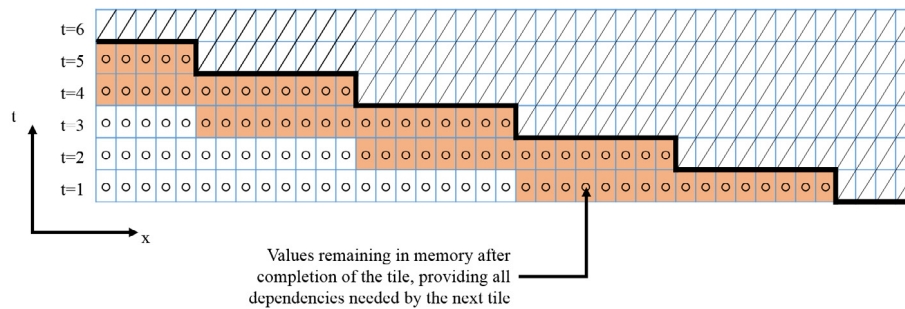 t=6
t=5
t=4
t
t=3
t=2
t=1
x
Values remaining in memory after
completion of the tile, providing all
dependencies needed by the next tile